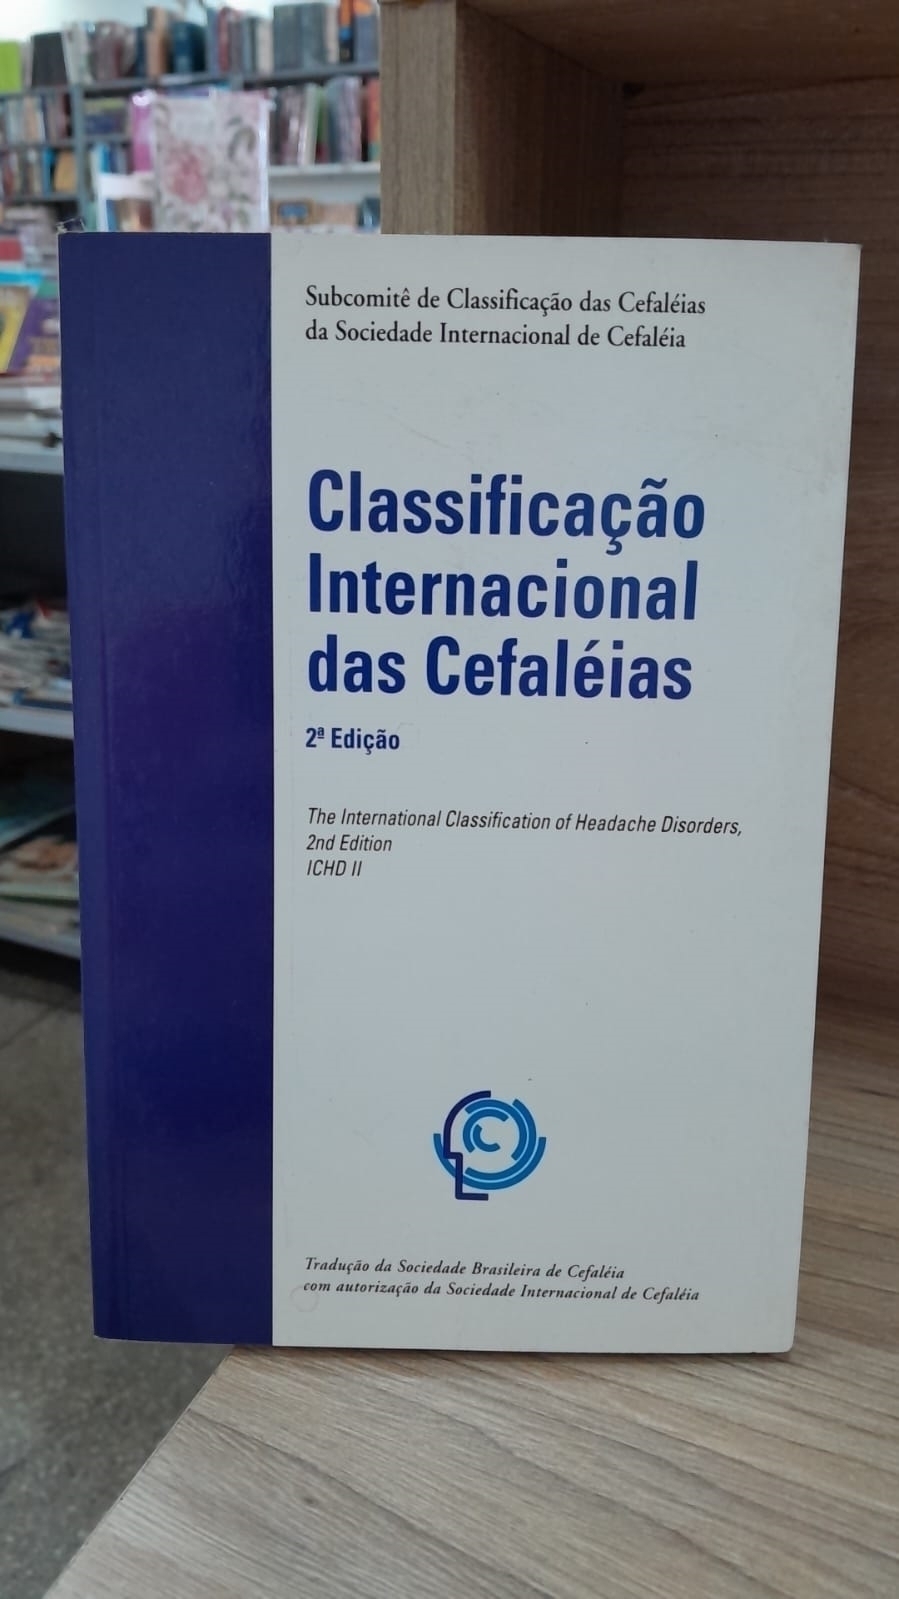 Subcomitê de Classificação das Cefaléias
da Sociedade Internacional de Cefaléia
Classificação
Internacional
das Cefaléias
2ª Edição
The International Classification of Headache Disorders,
2nd Edition
ICHD II
Tradução da Sociedade Brasileira de Cefaléia
com autorização da Sociedade Internacional de Cefaléia